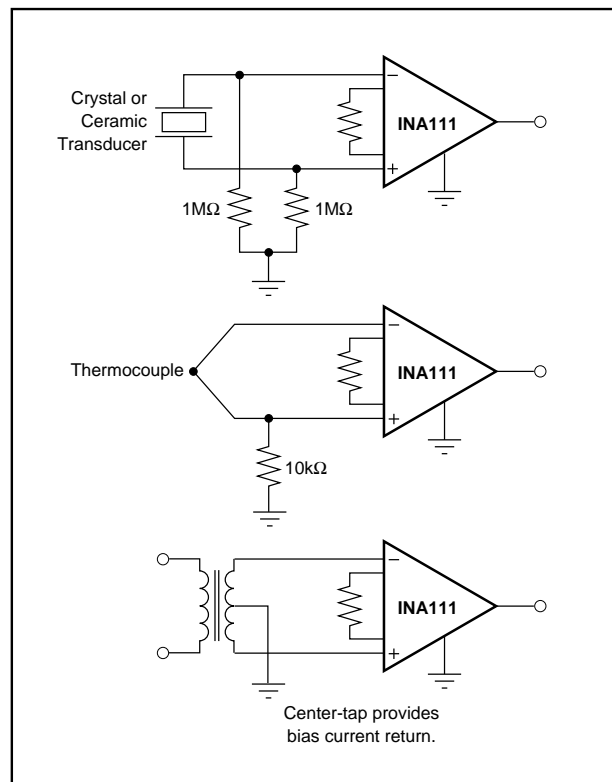 Crystal or
Ceramic
Transducer
−
INA111
+
1MΩ
1MΩ
Thermocouple
−
INA111
+
10kΩ
−
INA111
+
Center-tap provides
bias current return.